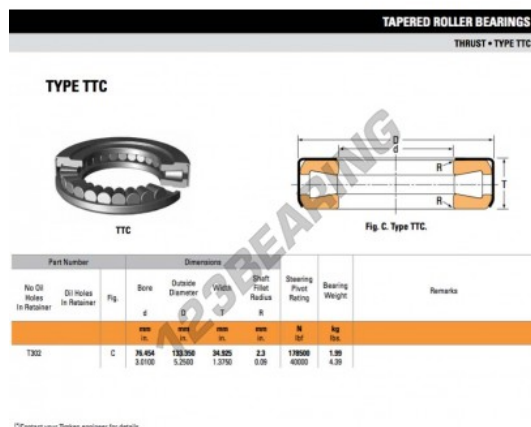 TAPERED ROLLER BEARINGS
THRUST • TYPE TTC
TYPE TTC
TTC
D
d
R
T
R
Fig. C. Type TTC.
123BEARING
Part Number Dimensions
No Oil Holes In Retainer Oil Holes In Retainer Fig. Bore Outside Diameter Width Shaft Fillet Radius Steering Pivot Rating Bearing Weight Remarks
d D T R
mm mm mm mm N kg
in. in. in. in. lbf lbs.
T302 C 76.454 133.350 34.925 2.3 178500 1.99
3.0100 5.2500 1.3750 0.09 40000 4.39